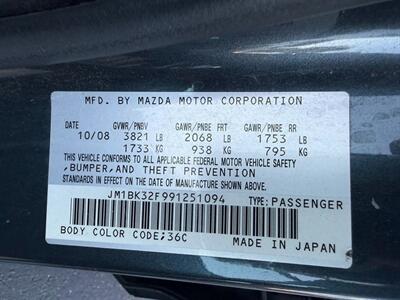 MFD. BY MAZDA MOTOR CORPORATION
GVWR/PNBV GAWR/PNBE FRT GAWR/PNBE RR
10/08 3821 LB 2068 LB 1753 LB
1733 KG 938 KG 795 KG
THIS VEHICLE CONFORMS TO ALL APPLICABLE FEDERAL MOTOR VEHICLE SAFETY
,BUMPER,AND THEFT PREVENTION
STANDARDS IN EFFECT ON THE DATE OF MANUFACTURE SHOWN ABOVE.
JM1BK32F991251094 TYPE:PASSENGER
BODY COLOR CODE;36C MADE IN JAPAN